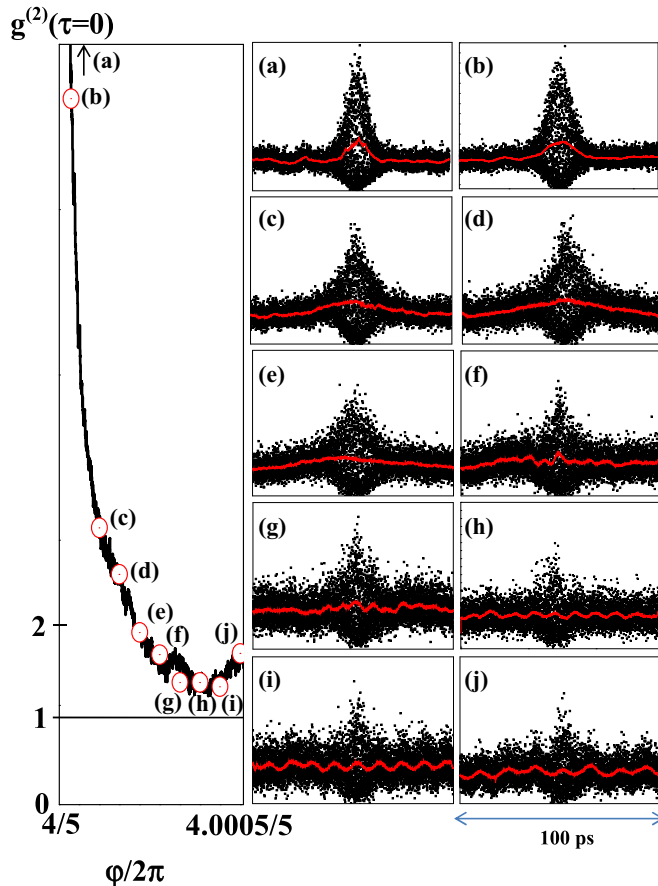 g(2)(τ=0)
(a)
(b)
(c)
(d)
(e)
(f)
(j)
(g) (h) (i)
2
1
0
4/5 4.0005/5
φ/2π
(a) (b)
(c) (d)
(e) (f)
(g) (h)
(i) (j)
100 ps